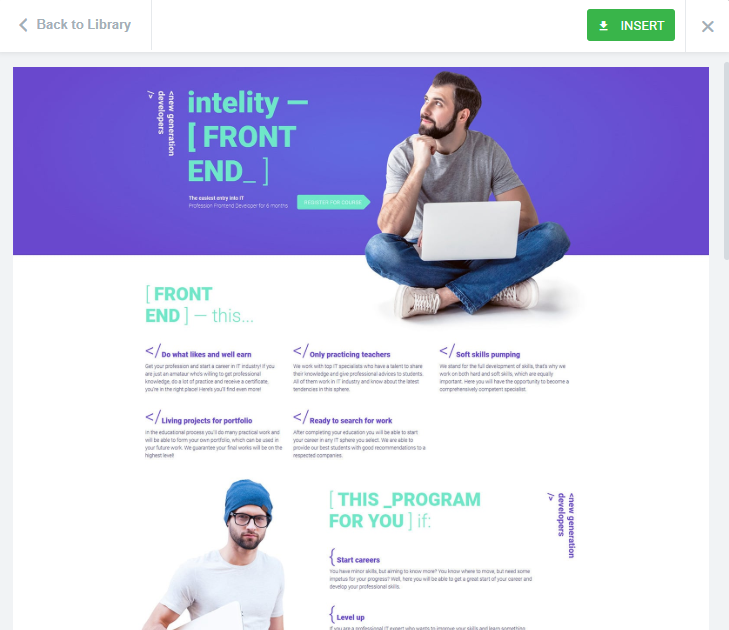 Back to Library
INSERT
<new generation
developers
/>
intelity —
[ FRONT
END_ ]
The easiest entry into IT
Profession Frontend Developer for 6 months
REGISTER FOR COURSE
[ FRONT
END ] — this...
</ Do what likes and well earn
Get your profession and start a career in IT industry! If you
are just an amateur who's willing to get professional
knowledge, do a lot of practice and receive a certificate,
you're in the right place! Here's you'll find even more!
</ Only practicing teachers
We work with top IT specialists who have a talent to share
their knowledge and give professional advices to students.
All of them work in IT industry and know about the latest
tendencies in this sphere.
</ Soft skills pumping
We stand for the full development of skills, that's why we
work on both hard and soft skills, which are equally
important. Here you will have the opportunity to become a
comprehensively competent specialist.
</ Living projects for portfolio
In the educational process you'll do many practical work and
will be able to form your own portfolio, which can be used in
your future work. We guarantee your final works will be on the
highest level!
</ Ready to search for work
After completing your education you will be able to start
your career in any IT sphere you select. We are able to
provide our best students with good recommendations to a
respected companies.
[ THIS _PROGRAM
FOR YOU ] if:
<new generation
developers
/>
{ Start careers
You have minor skills, but aiming to know more? You know where to move, but need some
impetus for your progress? Well, here you will be able to get a great start of your career and
develop your professional skills.
{ Level up
If you are a professional IT expert who wants to improve your skills and learn something